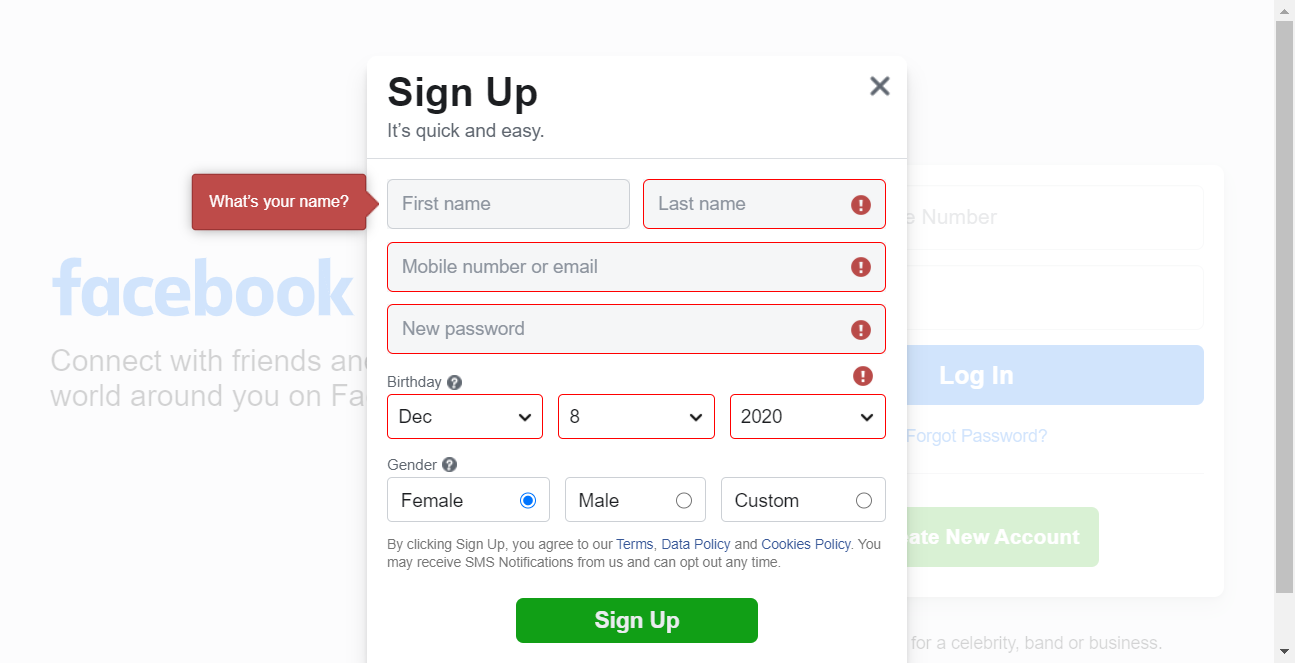 Sign Up
It's quick and easy.
What's your name?
First name
Last name
Mobile number or email
New password
Birthday ?
Dec
8
2020
Gender ?
Female
Male
Custom
By clicking Sign Up, you agree to our Terms, Data Policy and Cookies Policy. You
may receive SMS Notifications from us and can opt out any time.
Sign Up
facebook
Connect with friends and
world around you on Fa
Number
Log In
Forgot Password?
New Account
for a celebrity, band or business.